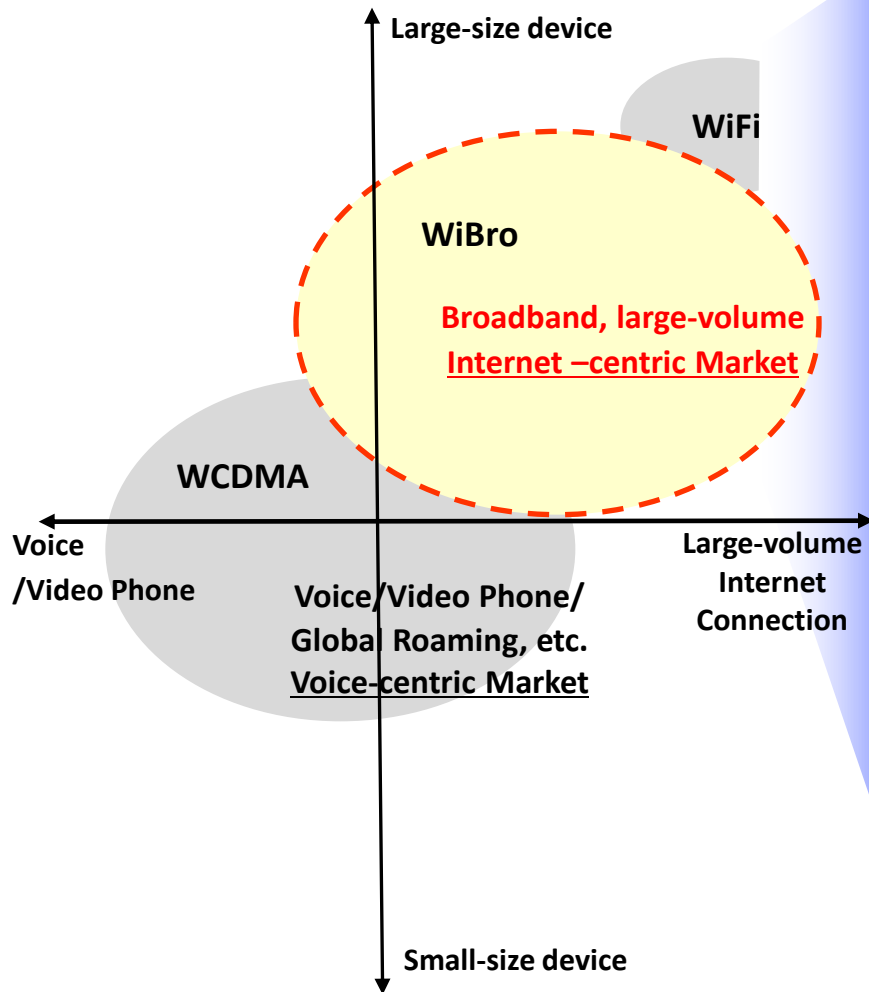 Large-size device
WiFi
WiBro
Broadband, large-volume
Internet –centric Market
WCDMA
Voice
/Video Phone
Large-volume
Internet
Connection
Voice/Video Phone/
Global Roaming, etc.
Voice-centric Market
Small-size device